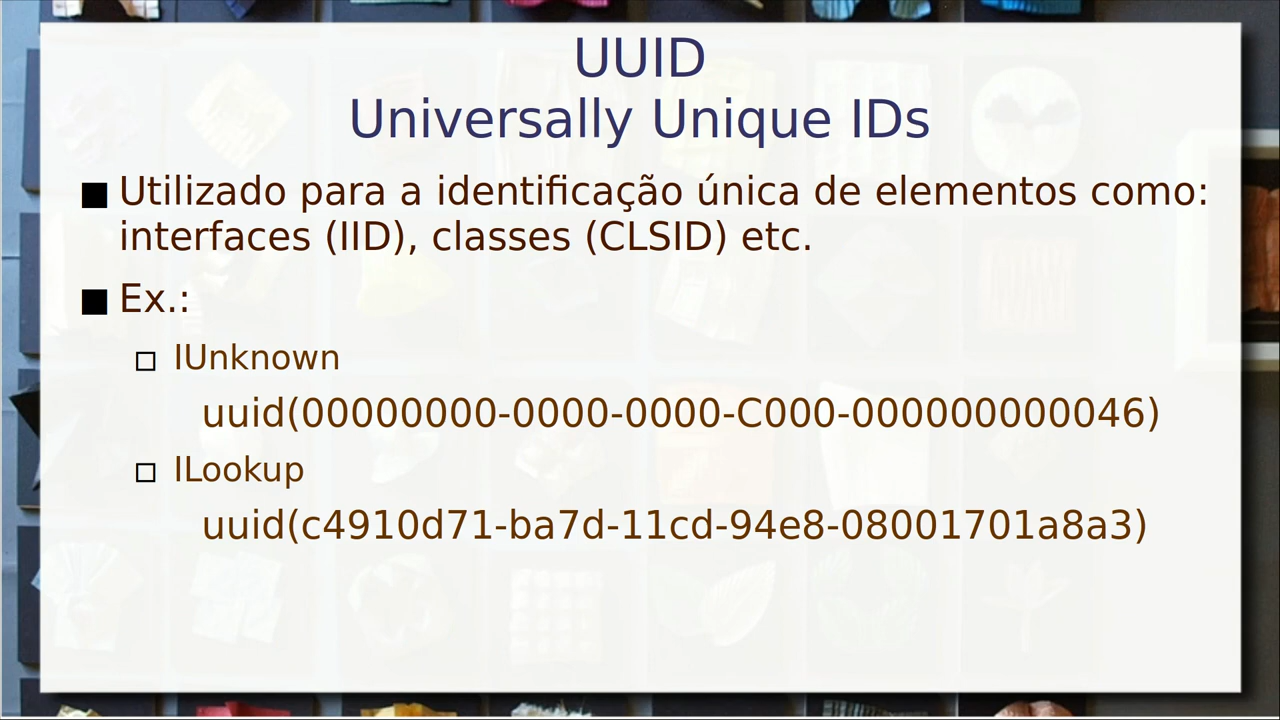 UUID
Universally Unique IDs
Utilizado para a identificação única de elementos como:
interfaces (IID), classes (CLSID) etc.
Ex.:
IUnknown
uuid(00000000-0000-0000-C000-000000000046)
ILookup
uuid(c4910d71-ba7d-11cd-94e8-08001701a8a3)